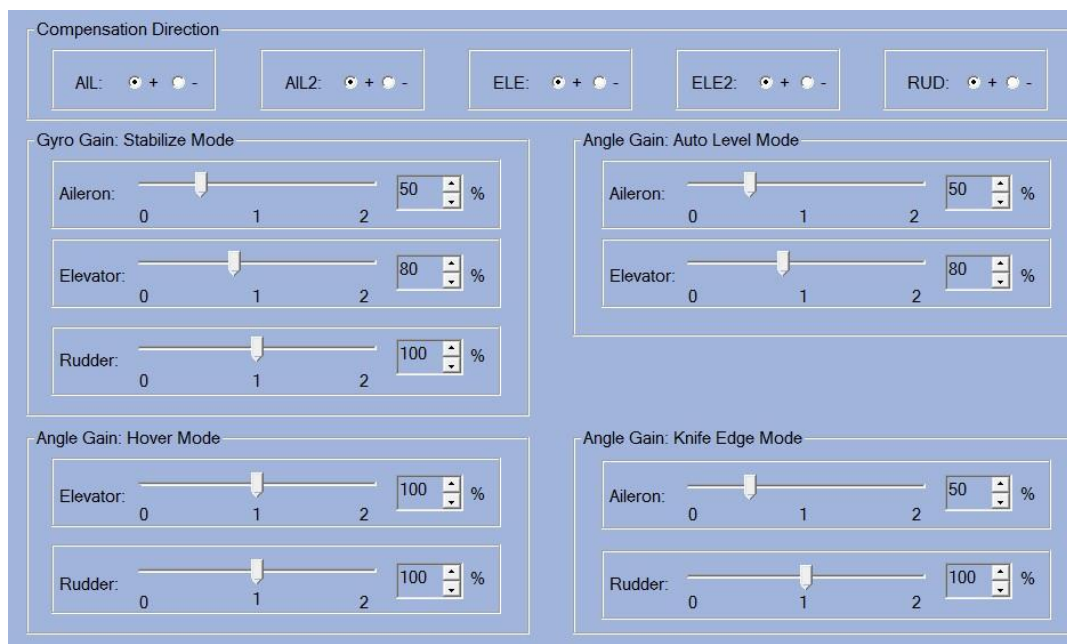 Compensation Direction
AIL: + -
AIL2: + -
ELE: + -
ELE2: + -
RUD: + -
Gyro Gain: Stabilize Mode
Aileron: 50 %
0 1 2
Elevator: 80 %
0 1 2
Rudder: 100 %
0 1 2
Angle Gain: Auto Level Mode
Aileron: 50 %
0 1 2
Elevator: 80 %
0 1 2
Angle Gain: Hover Mode
Elevator: 100 %
0 1 2
Rudder: 100 %
0 1 2
Angle Gain: Knife Edge Mode
Aileron: 50 %
0 1 2
Rudder: 100 %
0 1 2